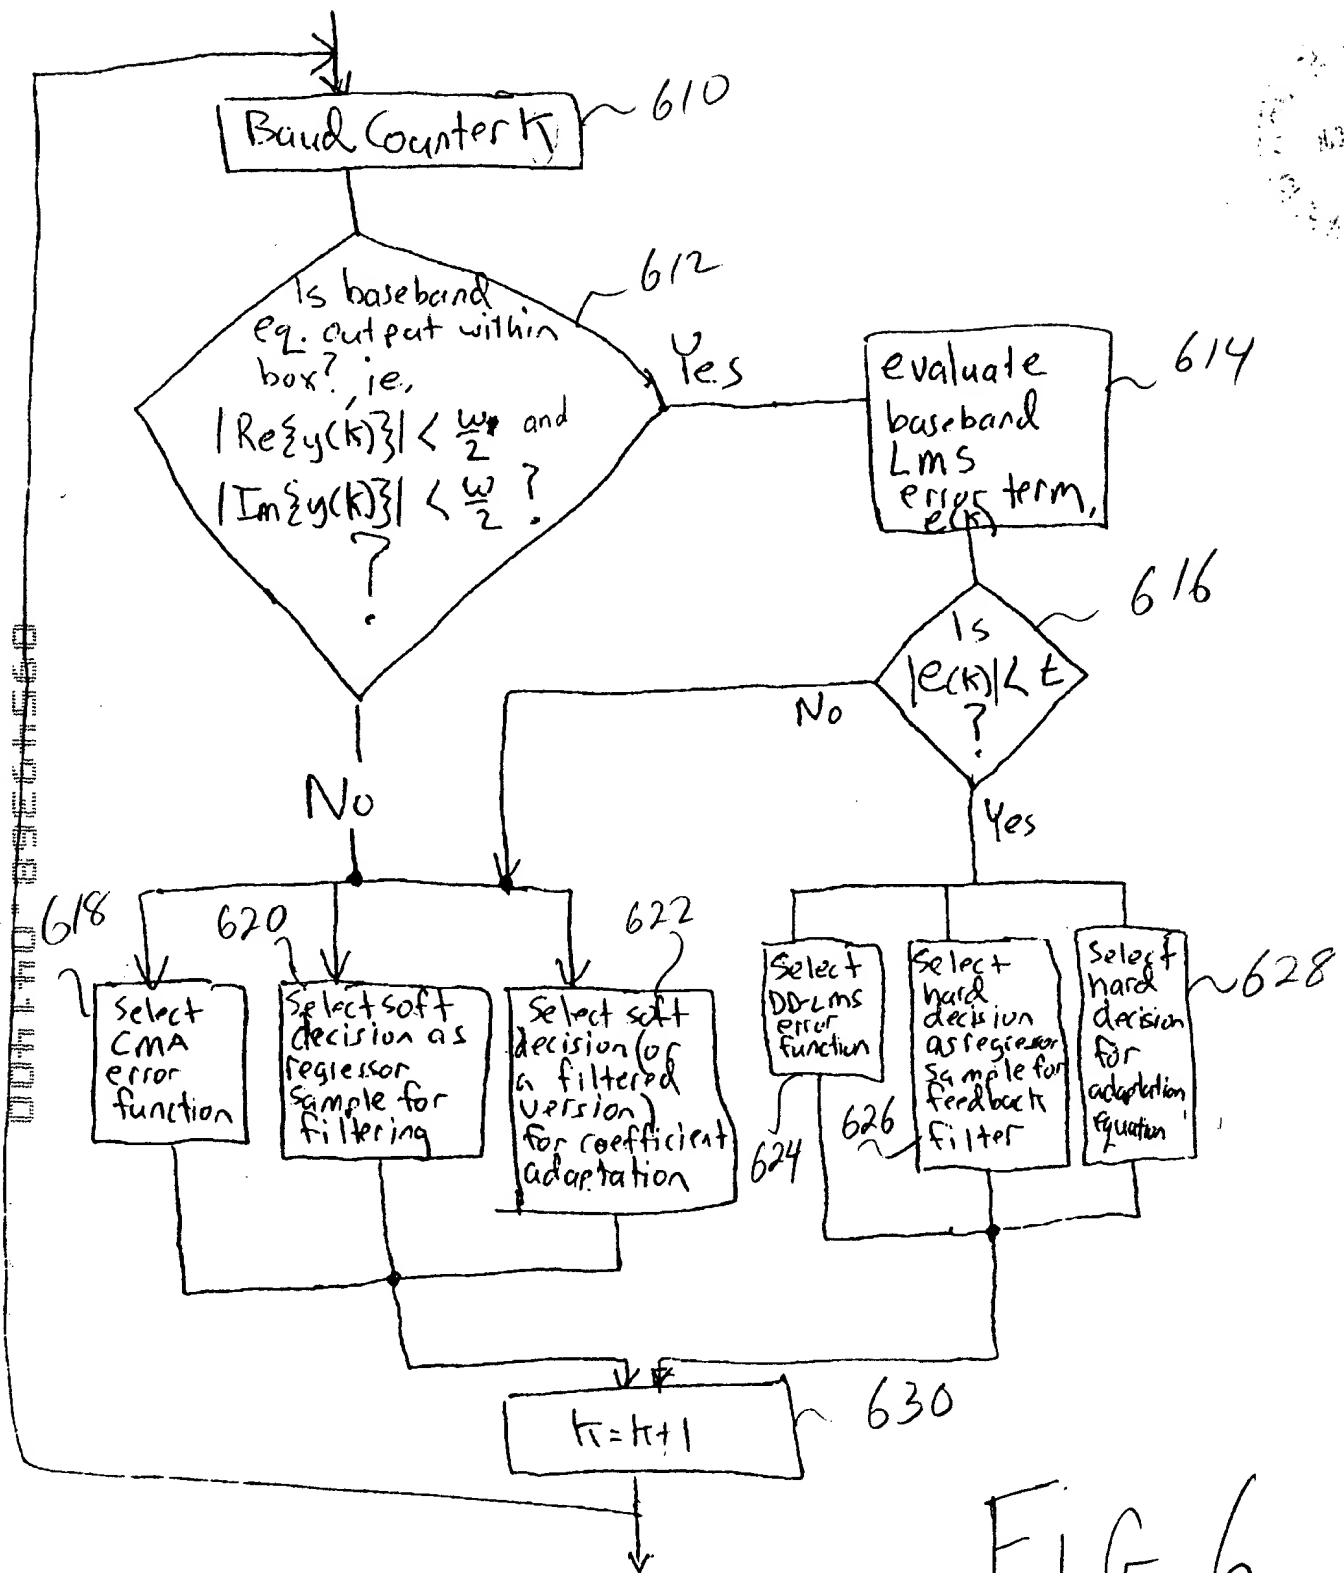 Baud Counter K
610
Is baseband
eq. output within
box? ie,
|Re{y(k)}| < w/2 and
|Im{y(k)}| < w/2 ?
?
612
Yes
evaluate
baseband
LMS
error term,
e(k)
614
Is
|e(k)| < t
?
616
No
Yes
No
618
Select
CMA
error
function
620
Select soft
decision as
regressor
sample for
filtering
622
Select soft
decision (or
a filtered
version)
for coefficient
adaptation
Select
DD-LMS
error
function
624
Select
hard
decision
as regressor
sample for
feedback
filter
626
Select
hard
decision
for
adaptation
equation
628
K=K+1
630
FIG 6